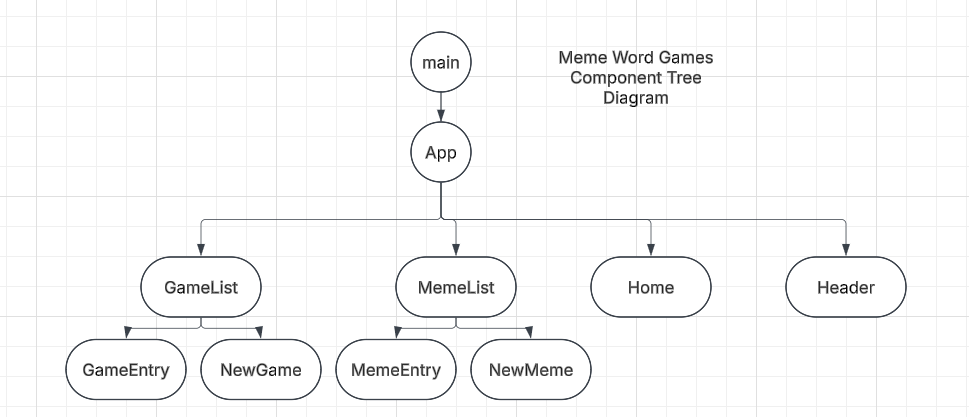 main
Meme Word Games
Component Tree
Diagram
App
GameList
MemeList
Home
Header
GameEntry
NewGame
MemeEntry
NewMeme